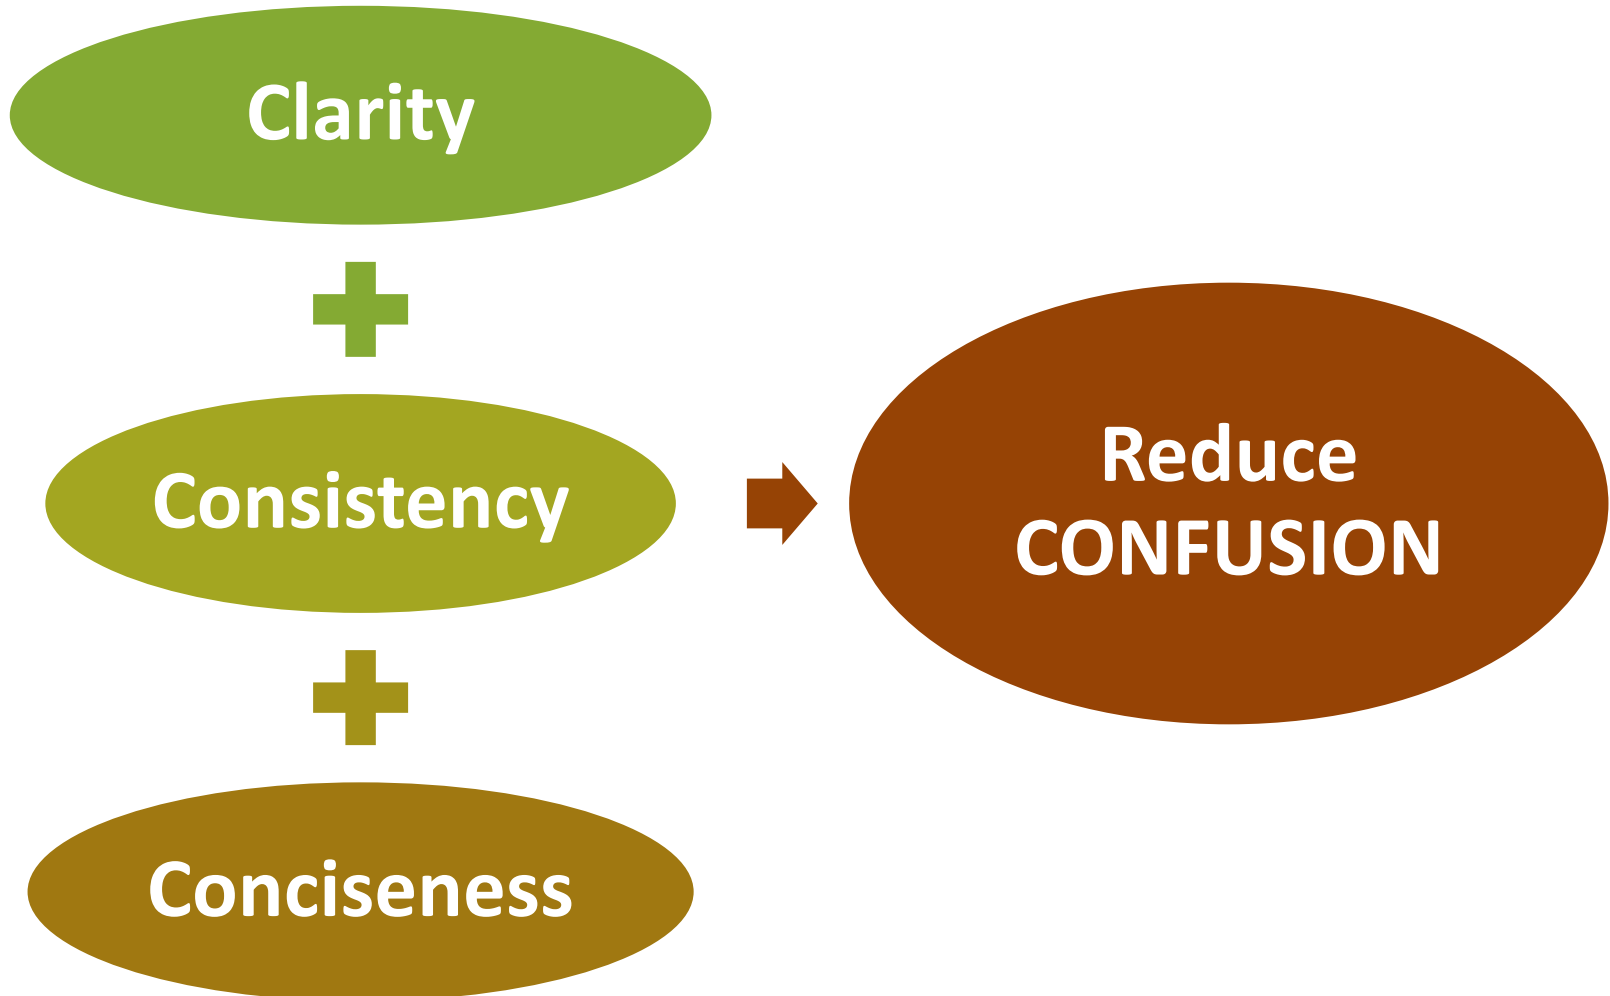 Clarity
Consistency
Conciseness
Reduce
CONFUSION